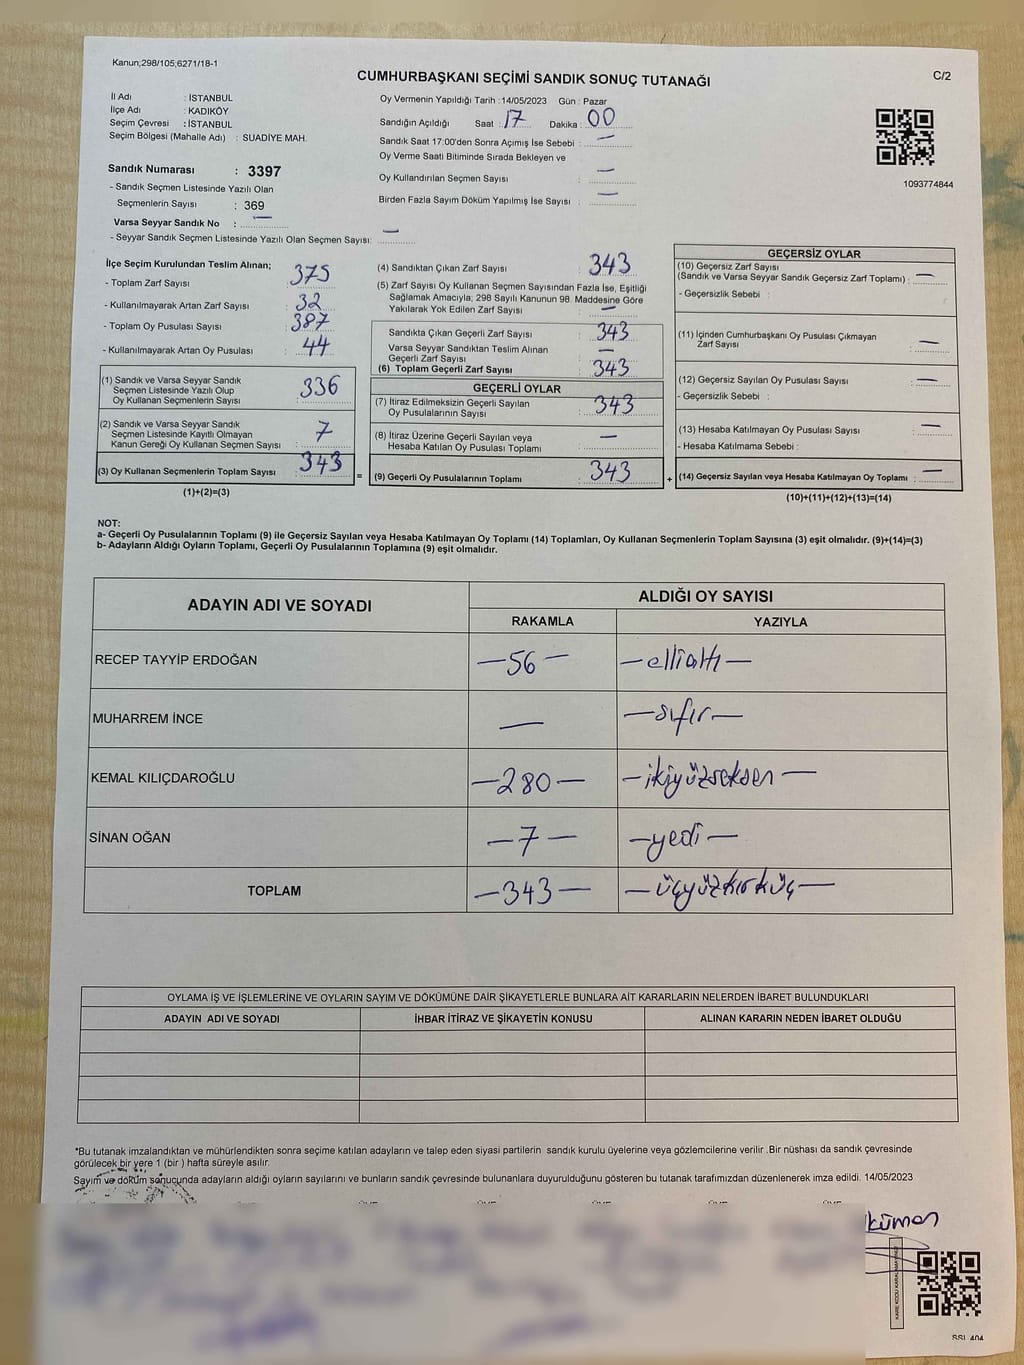 Kanun;298/105;6271/18-1
CUMHURBAŞKANI SEÇİMİ SANDIK SONUÇ TUTANAĞI
C/2
İl Adı : İSTANBUL
İlçe Adı : KADIKÖY
Seçim Çevresi : İSTANBUL
Seçim Bölgesi (Mahalle Adı) : SUADİYE MAH.
Sandık Numarası : 3397
- Sandık Seçmen Listesinde Yazılı Olan
Seçmenlerin Sayısı : 369
Varsa Seyyar Sandık No : —
- Seyyar Sandık Seçmen Listesinde Yazılı Olan Seçmen Sayısı: —
Oy Vermenin Yapıldığı Tarih :14/05/2023 Gün : Pazar
Sandığın Açıldığı Saat : 17 Dakika : 00
Sandık Saat 17:00'den Sonra Açımış İse Sebebi : —
Oy Verme Saati Bitiminde Sırada Bekleyen ve
Oy Kullandırılan Seçmen Sayısı : —
Birden Fazla Sayım Döküm Yapılmış İse Sayısı : —
1093774844
İlçe Seçim Kurulundan Teslim Alınan;
- Toplam Zarf Sayısı : 375
- Kullanılmayarak Artan Zarf Sayısı : 32
- Toplam Oy Pusulası Sayısı : 387
- Kullanılmayarak Artan Oy Pusulası : 44
(1) Sandık ve Varsa Seyyar Sandık
Seçmen Listesinde Yazılı Olup
Oy Kullanan Seçmenlerin Sayısı : 336
(2) Sandık ve Varsa Seyyar Sandık
Seçmen Listesinde Kayıtlı Olmayan
Kanun Gereği Oy Kullanan Seçmen Sayısı : 7
(3) Oy Kullanan Seçmenlerin Toplam Sayısı : 343
(1)+(2)=(3)
=
(4) Sandıktan Çıkan Zarf Sayısı : 343
(5) Zarf Sayısı Oy Kullanan Seçmen Sayısından Fazla İse, Eşitliği
Sağlamak Amacıyla; 298 Sayılı Kanunun 98. Maddesine Göre
Yakılarak Yok Edilen Zarf Sayısı : —
Sandıkta Çıkan Geçerli Zarf Sayısı : 343
Varsa Seyyar Sandıktan Teslim Alınan
Geçerli Zarf Sayısı : —
(6) Toplam Geçerli Zarf Sayısı : 343
GEÇERLİ OYLAR
(7) İtiraz Edilmeksizin Geçerli Sayılan
Oy Pusulalarının Sayısı : 343
(8) İtiraz Üzerine Geçerli Sayılan veya
Hesaba Katılan Oy Pusulası Toplamı : —
(9) Geçerli Oy Pusulalarının Toplamı : 343
+
GEÇERSİZ OYLAR
(10) Geçersiz Zarf Sayısı
(Sandık ve Varsa Seyyar Sandık Geçersiz Zarf Toplamı) : —
- Geçersizlik Sebebi :
(11) İçinden Cumhurbaşkanı Oy Pusulası Çıkmayan
Zarf Sayısı : —
(12) Geçersiz Sayılan Oy Pusulası Sayısı : —
- Geçersizlik Sebebi :
(13) Hesaba Katılmayan Oy Pusulası Sayısı : —
- Hesaba Katılmama Sebebi :
(14) Geçersiz Sayılan veya Hesaba Katılmayan Oy Toplamı : —
(10)+(11)+(12)+(13)=(14)
NOT:
a- Geçerli Oy Pusulalarının Toplamı (9) ile Geçersiz Sayılan veya Hesaba Katılmayan Oy Toplamı (14) Toplamları, Oy Kullanan Seçmenlerin Toplam Sayısına (3) eşit olmalıdır. (9)+(14)=(3)
b- Adayların Aldığı Oyların Toplamı, Geçerli Oy Pusulalarının Toplamına (9) eşit olmalıdır.
ADAYIN ADI VE SOYADI ALDIĞI OY SAYISI
RAKAMLA YAZIYLA
RECEP TAYYİP ERDOĞAN —56— —ellialtı—
MUHARREM İNCE — —sıfır—
KEMAL KILIÇDAROĞLU —280— —ikiyüzseksen—
SİNAN OĞAN —7— —yedi—
TOPLAM —343— —üçyüzkırküç—
OYLAMA İŞ VE İŞLEMLERİNE VE OYLARIN SAYIM VE DÖKÜMÜNE DAİR ŞİKAYETLERLE BUNLARA AİT KARARLARIN NELERDEN İBARET BULUNDUKLARI
ADAYIN ADI VE SOYADI İHBAR İTİRAZ VE ŞİKAYETİN KONUSU ALINAN KARARIN NEDEN İBARET OLDUĞU
*Bu tutanak imzalandıktan ve mühürlendikten sonra seçime katılan adayların ve talep eden siyasi partilerin sandık kurulu üyelerine veya gözlemcilerine verilir .Bir nüshası da sandık çevresinde
görülecek bir yere 1 (bir ) hafta süreyle asılır.
Sayım ve döküm sonucunda adayların aldığı oyların sayılarını ve bunların sandık çevresinde bulunanlara duyurulduğunu gösteren bu tutanak tarafımızdan düzenlenerek imza edildi. 14/05/2023